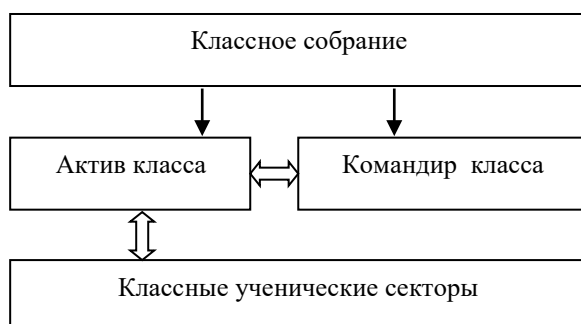 Классное собрание
Актив класса
Командир класса
Классные ученические секторы